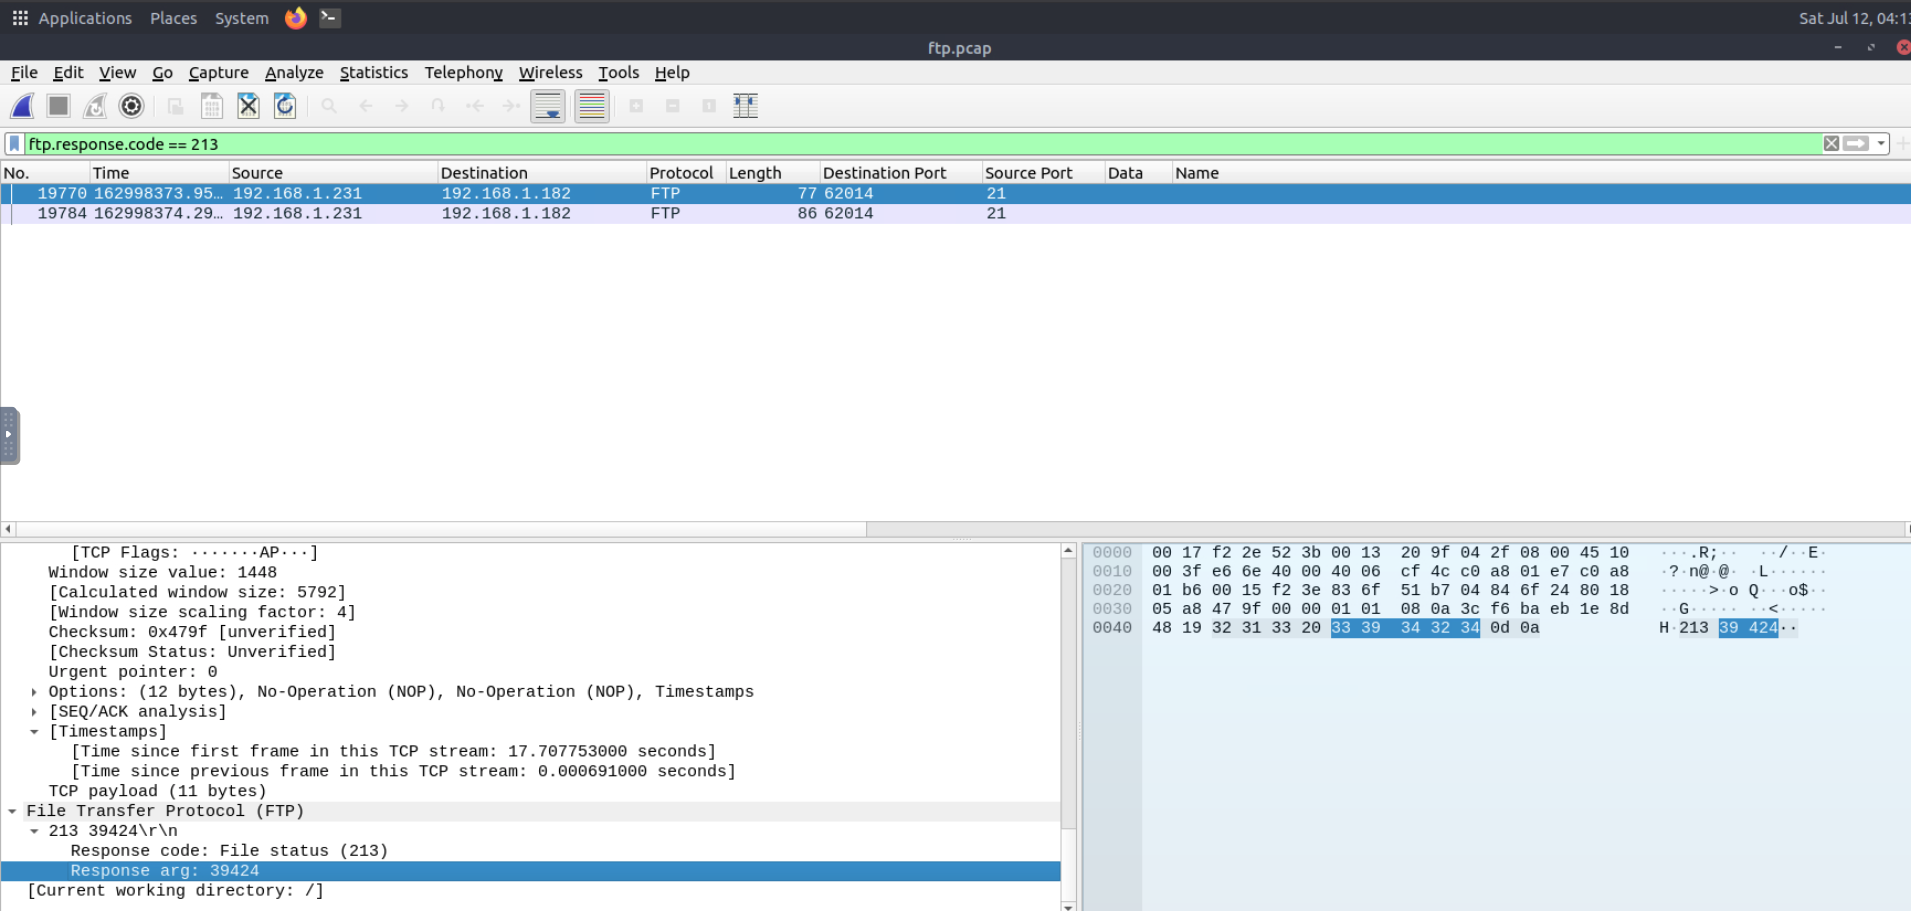 Applications Places System Sat Jul 12, 04:1
ftp.pcap
File Edit View Go Capture Analyze Statistics Telephony Wireless Tools Help
ftp.response.code == 213
No. Time Source Destination Protocol Length Destination Port Source Port Data Name
19770 162998373.95… 192.168.1.231 192.168.1.182 FTP 77 62014 21
19784 162998374.29… 192.168.1.231 192.168.1.182 FTP 86 62014 21
[TCP Flags: ·······AP···]
Window size value: 1448
[Calculated window size: 5792]
[Window size scaling factor: 4]
Checksum: 0x479f [unverified]
[Checksum Status: Unverified]
Urgent pointer: 0
Options: (12 bytes), No-Operation (NOP), No-Operation (NOP), Timestamps
[SEQ/ACK analysis]
[Timestamps]
[Time since first frame in this TCP stream: 17.707753000 seconds]
[Time since previous frame in this TCP stream: 0.000691000 seconds]
TCP payload (11 bytes)
File Transfer Protocol (FTP)
213 39424\r\n
Response code: File status (213)
Response arg: 39424
[Current working directory: /]
0000 00 17 f2 2e 52 3b 00 13 20 9f 04 2f 08 00 45 10 ···.R;·· ··/··E·
0010 00 3f e6 6e 40 00 40 06 cf 4c c0 a8 01 e7 c0 a8 ·?·n@·@· ·L······
0020 01 b6 00 15 f2 3e 83 6f 51 b7 04 84 6f 24 80 18 ·····>·o Q···o$··
0030 05 a8 47 9f 00 00 01 01 08 0a 3c f6 ba eb 1e 8d ··G····· ··<·····
0040 48 19 32 31 33 20 33 39 34 32 34 0d 0a H·213 39 424··